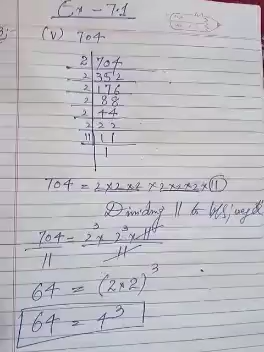 Ex - 7.1
(v) 704
2 | 704
2 | 352
2 | 176
2 | 88
2 | 44
2 | 22
11 | 11
1
704 = 2×2×2 × 2×2×2×11
Dividing 11 to b/s, we get
704/11 = 2³ × 2³ × 11/11
64 = (2×2)³
64 = 4³